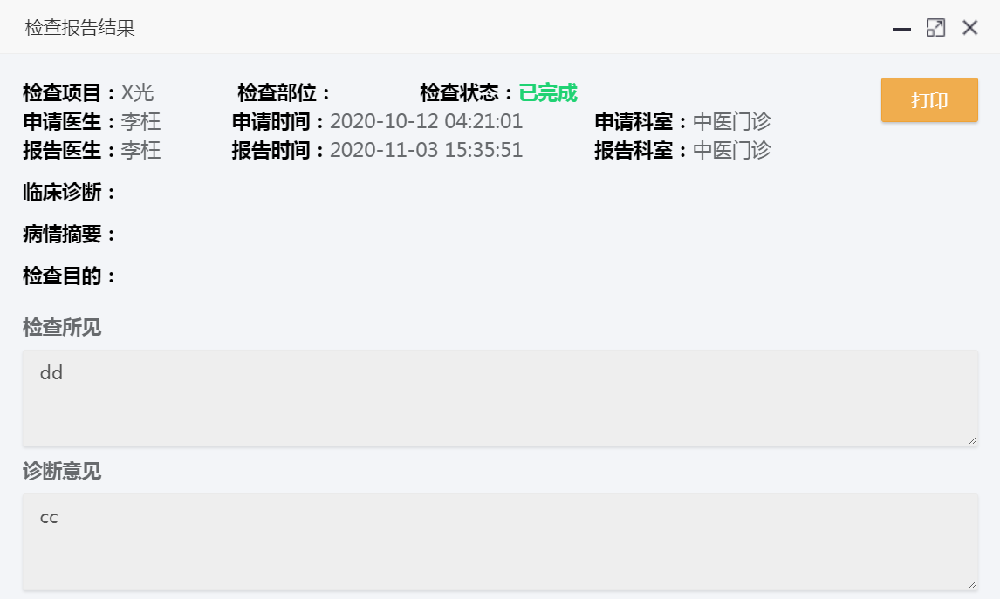 检查报告结果
检查项目：X光 检查部位： 检查状态：已完成
打印
申请医生：李枉 申请时间：2020-10-12 04:21:01 申请科室：中医门诊
报告医生：李枉 报告时间：2020-11-03 15:35:51 报告科室：中医门诊
临床诊断：
病情摘要：
检查目的：
检查所见
dd
诊断意见
cc